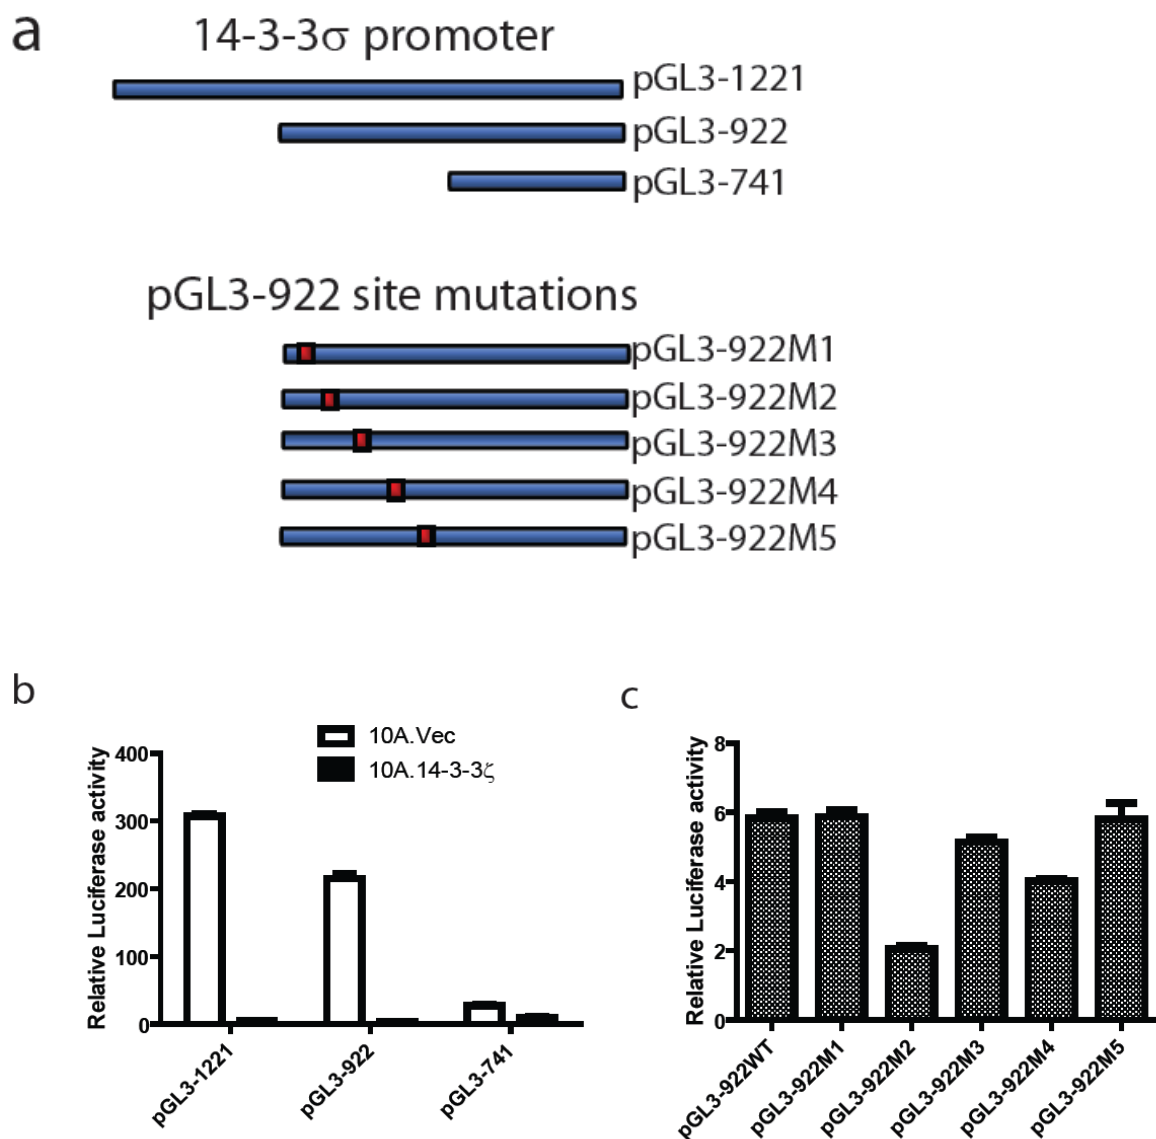 a
14-3-3σ promoter
pGL3-1221
pGL3-922
pGL3-741
pGL3-922 site mutations
pGL3-922M1
pGL3-922M2
pGL3-922M3
pGL3-922M4
pGL3-922M5
b
10A.Vec
10A.14-3-3ζ
Relative Luciferase activity
400
300
200
100
0
pGL3-1221
pGL3-922
pGL3-741
c
Relative Luciferase activity
8
6
4
2
0
pGL3-922WT
pGL3-922M1
pGL3-922M2
pGL3-922M3
pGL3-922M4
pGL3-922M5